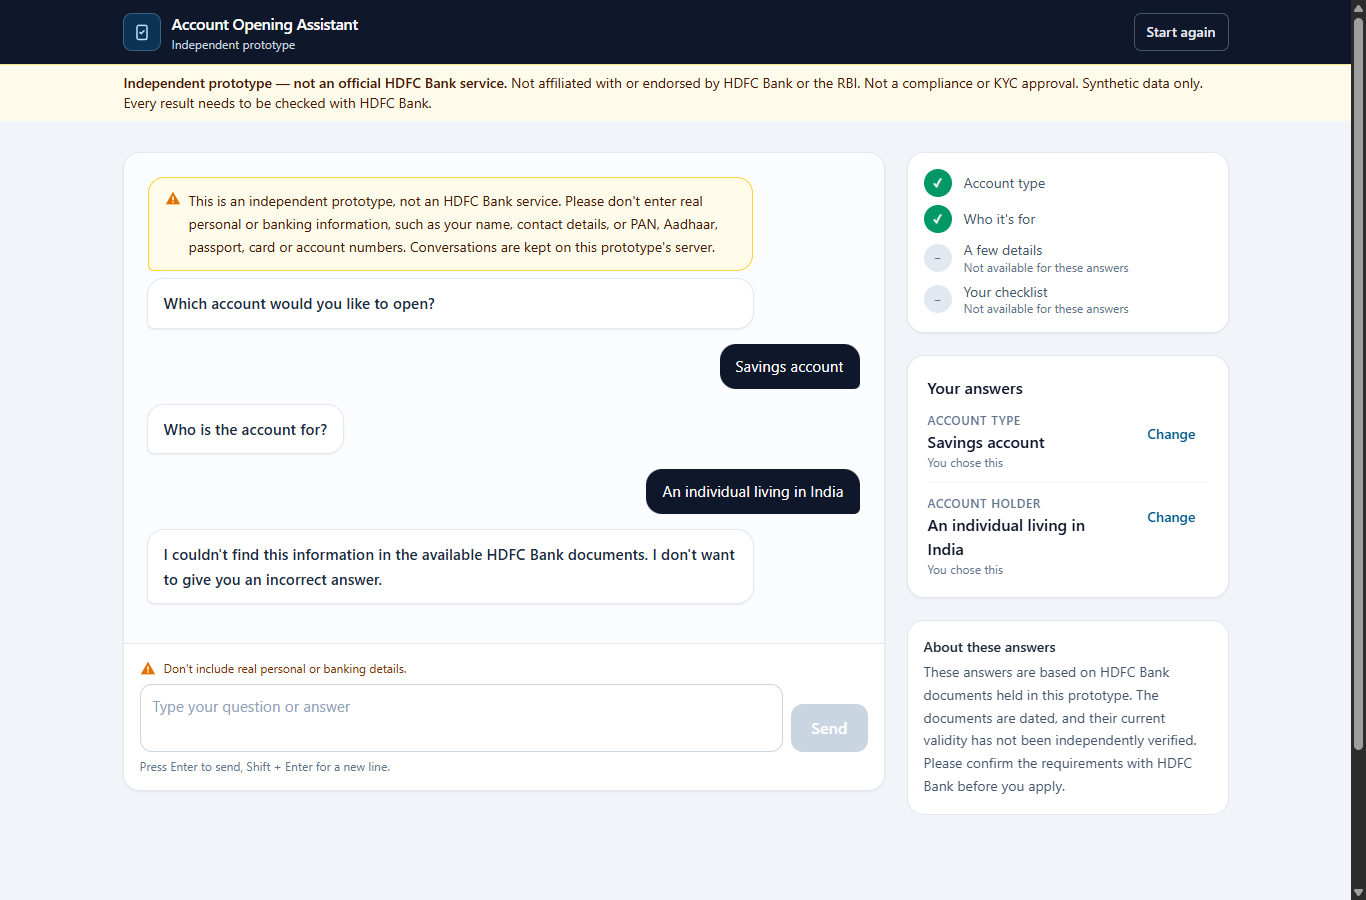 Account Opening Assistant
Independent prototype
Start again
Independent prototype — not an official HDFC Bank service. Not affiliated with or endorsed by HDFC Bank or the RBI. Not a compliance or KYC approval. Synthetic data only.
Every result needs to be checked with HDFC Bank.
This is an independent prototype, not an HDFC Bank service. Please don't enter real
personal or banking information, such as your name, contact details, or PAN, Aadhaar,
passport, card or account numbers. Conversations are kept on this prototype's server.
Which account would you like to open?
Savings account
Who is the account for?
An individual living in India
I couldn't find this information in the available HDFC Bank documents. I don't want
to give you an incorrect answer.
Don't include real personal or banking details.
Type your question or answer
Send
Press Enter to send, Shift + Enter for a new line.
Account type
Who it's for
A few details
Not available for these answers
Your checklist
Not available for these answers
Your answers
ACCOUNT TYPE
Savings account
You chose this
Change
ACCOUNT HOLDER
An individual living in
India
You chose this
Change
About these answers
These answers are based on HDFC Bank
documents held in this prototype. The
documents are dated, and their current
validity has not been independently verified.
Please confirm the requirements with HDFC
Bank before you apply.